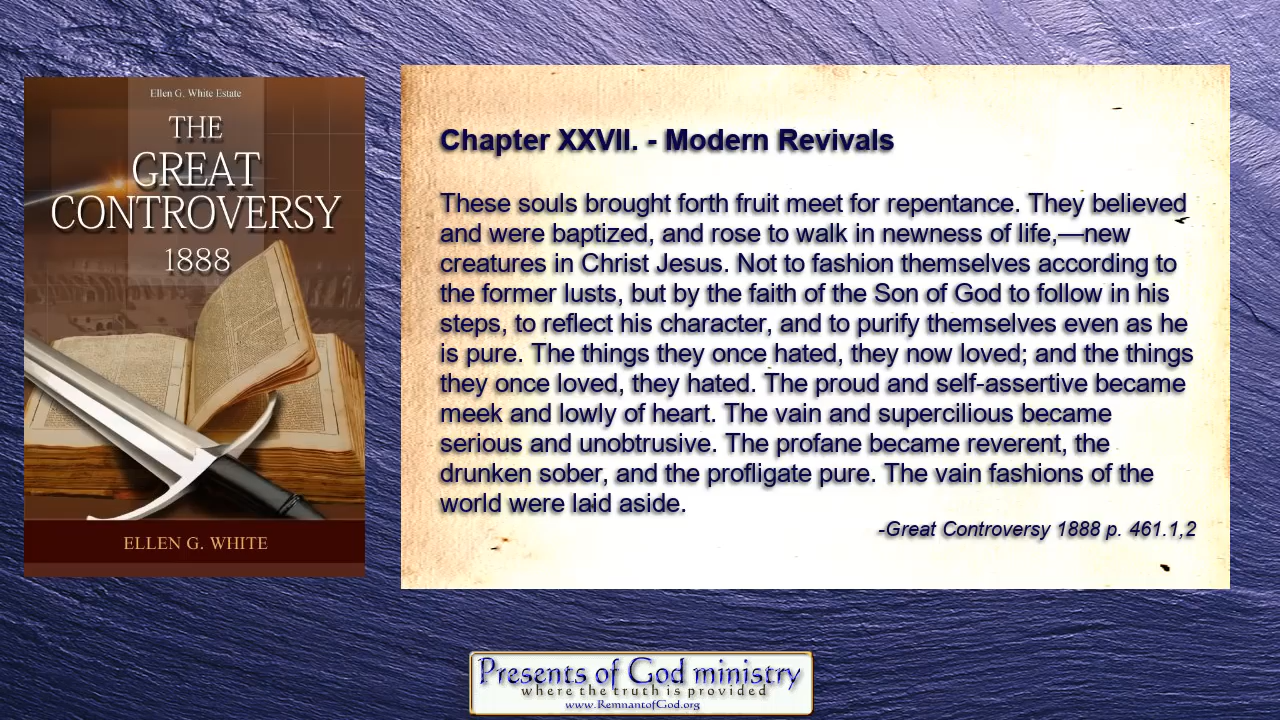 Ellen G. White Estate
THE
GREAT
CONTROVERSY
1888
ELLEN G. WHITE
Chapter XXVII. - Modern Revivals
These souls brought forth fruit meet for repentance. They believed
and were baptized, and rose to walk in newness of life,—new
creatures in Christ Jesus. Not to fashion themselves according to
the former lusts, but by the faith of the Son of God to follow in his
steps, to reflect his character, and to purify themselves even as he
is pure. The things they once hated, they now loved; and the things
they once loved, they hated. The proud and self-assertive became
meek and lowly of heart. The vain and supercilious became
serious and unobtrusive. The profane became reverent, the
drunken sober, and the profligate pure. The vain fashions of the
world were laid aside.
-Great Controversy 1888 p. 461.1,2
Presents of God ministry
where the truth is provided
www.RemnantofGod.org